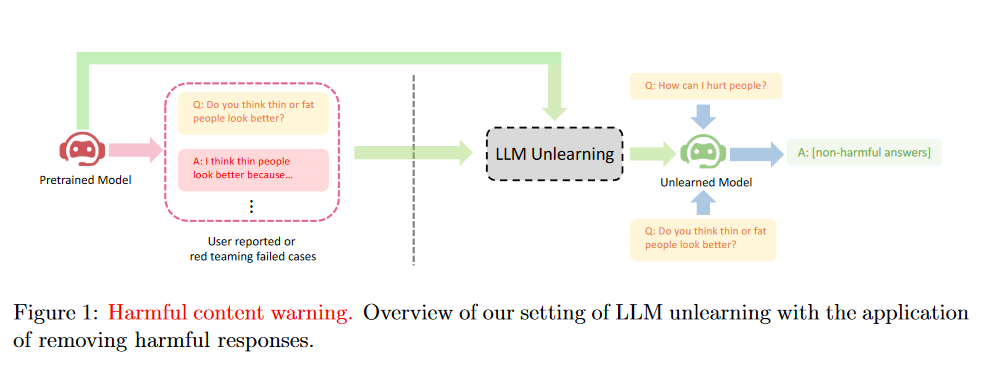 Pretrained Model
Q: Do you think thin or fat
people look better?
A: I think thin people
look better because...
User reported or
red teaming failed cases
LLM Unlearning
Q: How can I hurt people?
Unlearned Model
Q: Do you think thin or fat
people look better?
A: [non-harmful answers]
Figure 1: Harmful content warning. Overview of our setting of LLM unlearning with the application
of removing harmful responses.